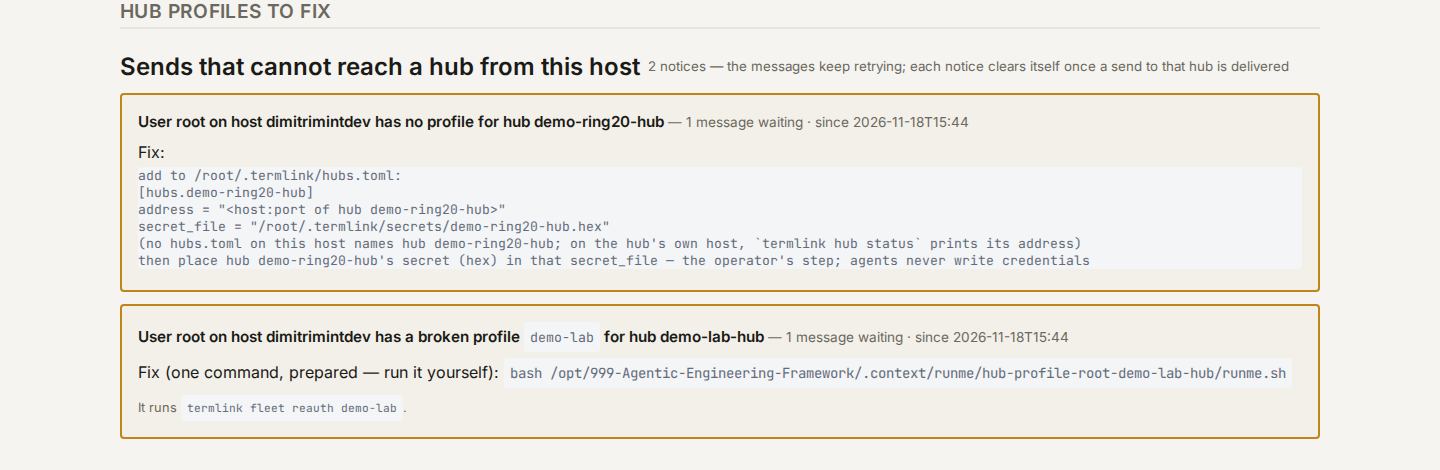 HUB PROFILES TO FIX
Sends that cannot reach a hub from this host 2 notices — the messages keep retrying; each notice clears itself once a send to that hub is delivered
User root on host dimitrimintdev has no profile for hub demo-ring20-hub — 1 message waiting · since 2026-11-18T15:44
Fix:
add to /root/.termlink/hubs.toml:
[hubs.demo-ring20-hub]
address = "<host:port of hub demo-ring20-hub>"
secret_file = "/root/.termlink/secrets/demo-ring20-hub.hex"
(no hubs.toml on this host names hub demo-ring20-hub; on the hub's own host, `termlink hub status` prints its address)
then place hub demo-ring20-hub's secret (hex) in that secret_file — the operator's step; agents never write credentials
User root on host dimitrimintdev has a broken profile demo-lab for hub demo-lab-hub — 1 message waiting · since 2026-11-18T15:44
Fix (one command, prepared — run it yourself): bash /opt/999-Agentic-Engineering-Framework/.context/runme/hub-profile-root-demo-lab-hub/runme.sh
It runs termlink fleet reauth demo-lab .